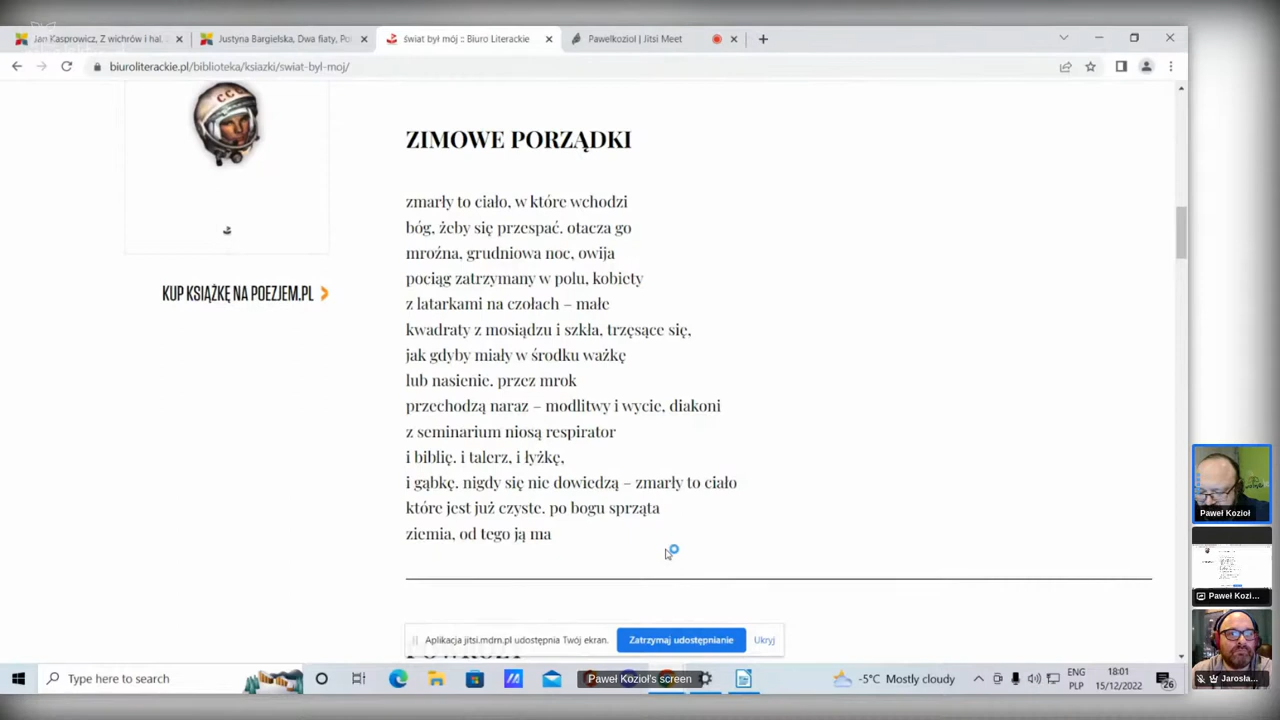 Jan Kasprowicz, Z wichrów i hal.
Justyna Bargielska, Dwa fiaty, Po
świat był mój :: Biuro Literackie
Pawelkoziol | Jitsi Meet
biuroliterackie.pl/biblioteka/ksiazki/swiat-byl-moj/
CCC
KUP KSIĄŻKĘ NA POEZJEM.PL
ZIMOWE PORZĄDKI
zmarły to ciało, w które wchodzi
bóg, żeby się przespać. otacza go
mroźna, grudniowa noc, owija
pociąg zatrzymany w polu, kobiety
z latarkami na czołach – małe
kwadraty z mosiądzu i szkła, trzęsące się,
jak gdyby miały w środku ważkę
lub nasienie. przez mrok
przechodzą naraz – modlitwy i wycie, diakoni
z seminarium niosą respirator
i biblię. i talerz, i łyżkę,
i gąbkę. nigdy się nie dowiedzą – zmarły to ciało
które jest już czyste. po bogu sprząta
ziemia, od tego ją ma
Aplikacja jitsi.mdrn.pl udostępnia Twój ekran.
Zatrzymaj udostępnianie
Ukryj
Paweł Kozioł
Paweł Kozi...
Jarosła...
Type here to search
Paweł Kozioł's screen
-5°C Mostly cloudy
ENG
PLP
18:01
15/12/2022
26